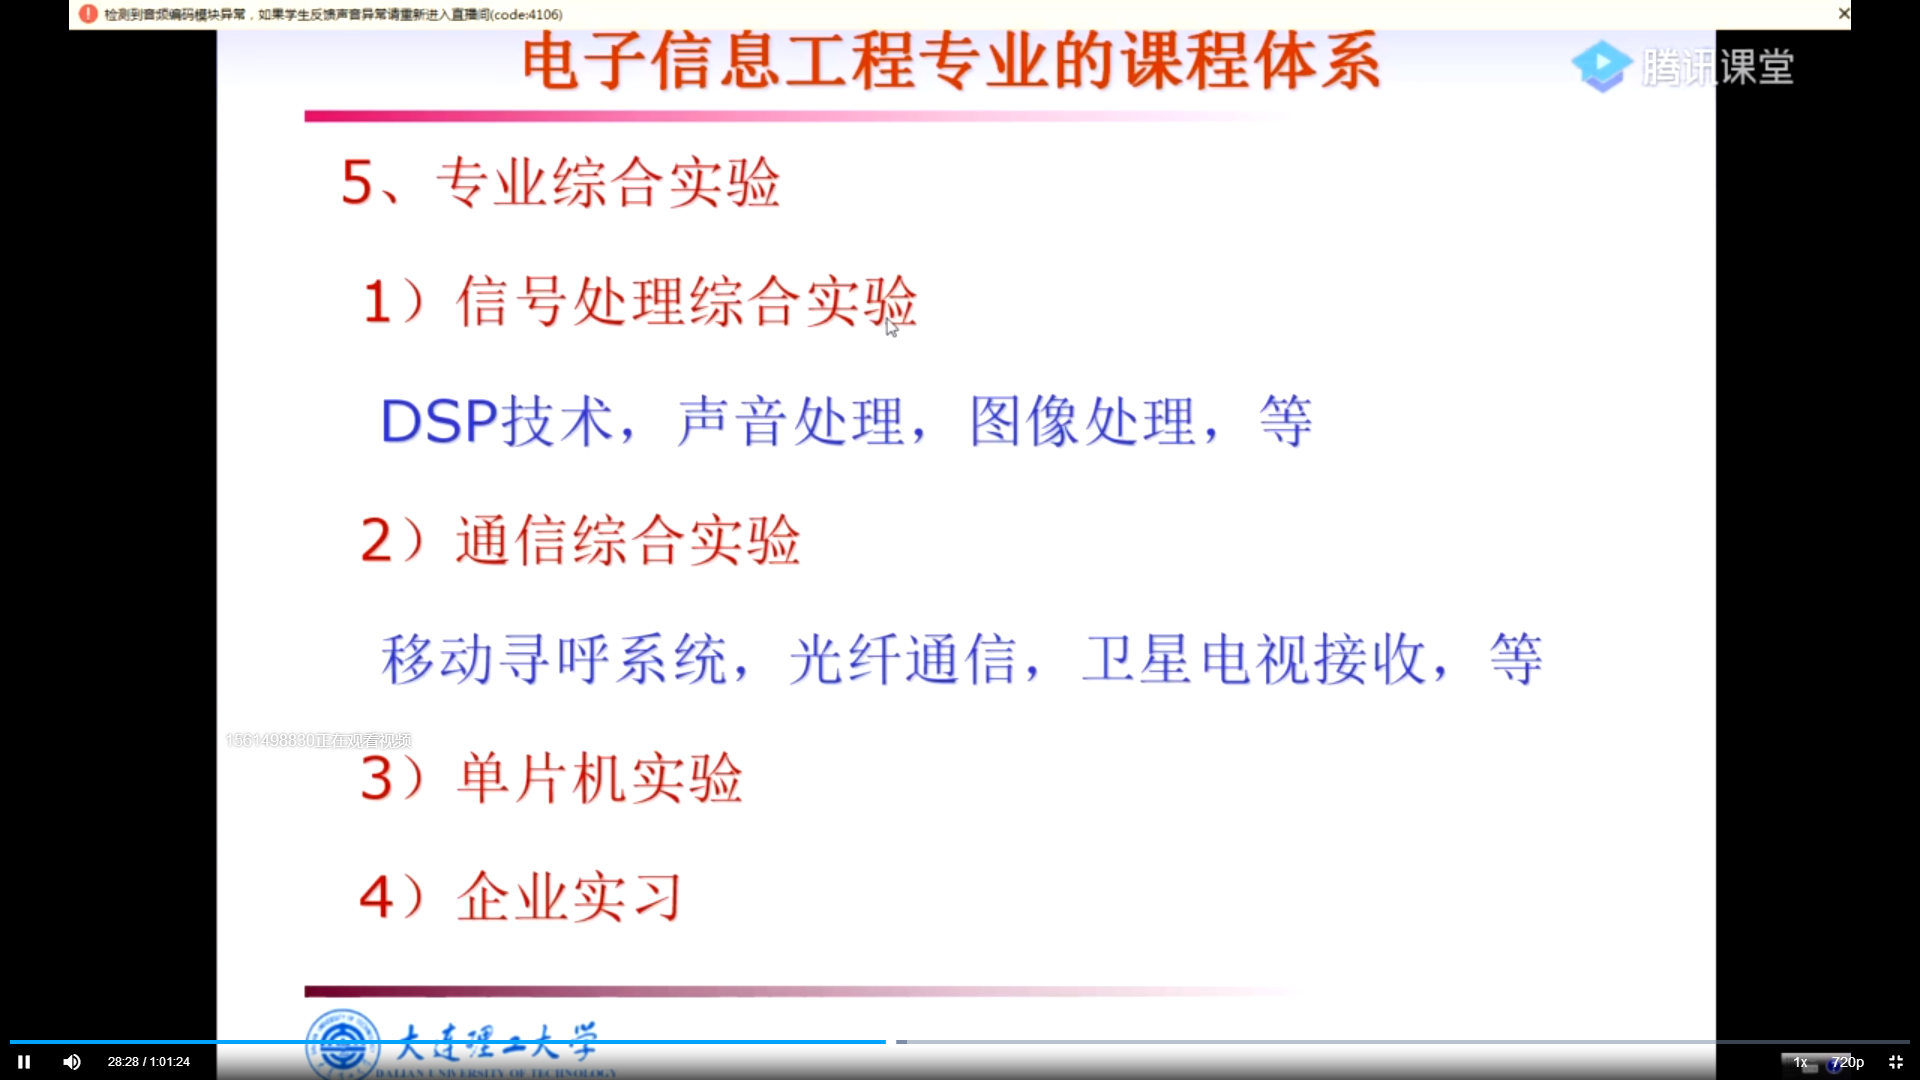 检测到音频编码模块异常，如果学生反馈声音异常请重新进入直播间(code:4106)
电子信息工程专业的课程体系
腾讯课堂
5、专业综合实验
1）信号处理综合实验
DSP技术，声音处理，图像处理，等
2）通信综合实验
移动寻呼系统，光纤通信，卫星电视接收，等
1561498830正在观看视频
3）单片机实验
4）企业实习
大连理工大学
DALIAN UNIVERSITY OF TECHNOLOGY
28:28 / 1:01:24
1x
720p